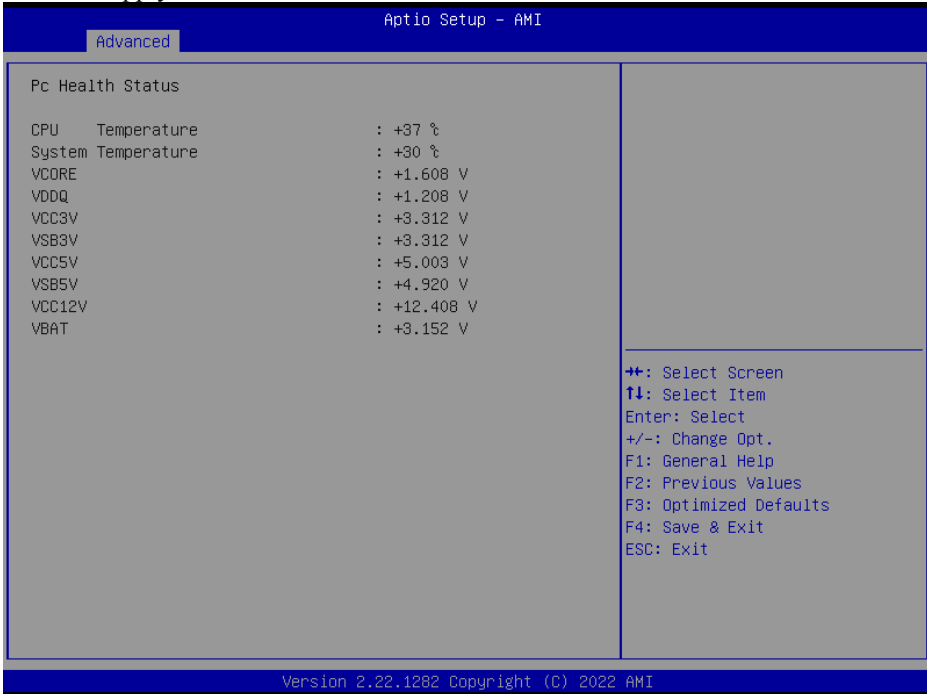 Aptio Setup – AMI
Advanced
Pc Health Status
CPU Temperature : +37 ℃
System Temperature : +30 ℃
VCORE : +1.608 V
VDDQ : +1.208 V
VCC3V : +3.312 V
VSB3V : +3.312 V
VCC5V : +5.003 V
VSB5V : +4.920 V
VCC12V : +12.408 V
VBAT : +3.152 V
→←: Select Screen
↑↓: Select Item
Enter: Select
+/-: Change Opt.
F1: General Help
F2: Previous Values
F3: Optimized Defaults
F4: Save & Exit
ESC: Exit
Version 2.22.1282 Copyright (C) 2022 AMI